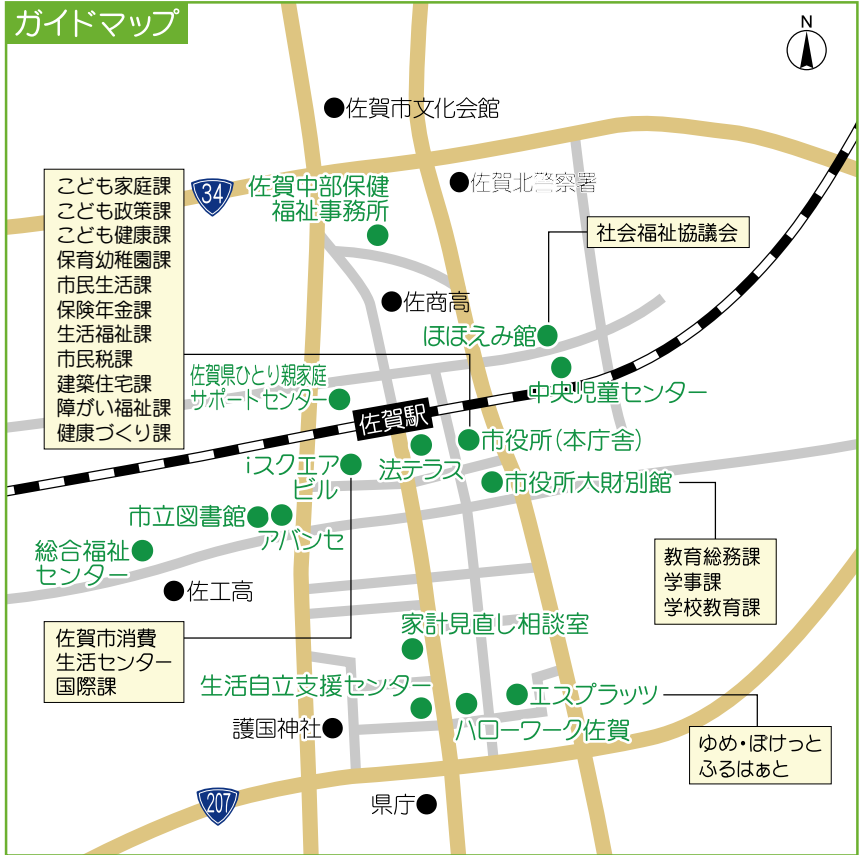 ガイドマップ
N
佐賀市文化会館
34
佐賀中部保健
福祉事務所
佐賀北警察署
こども家庭課
こども政策課
こども健康課
保育幼稚園課
市民生活課
保険年金課
生活福祉課
市民税課
建築住宅課
障がい福祉課
健康づくり課
社会福祉協議会
佐商高
ほほえみ館
佐賀県ひとり親家庭
サポートセンター
中央児童センター
佐賀駅
市役所(本庁舎)
iスクエア
ビル
法テラス
市役所大財別館
市立図書館
アバンセ
総合福祉
センター
佐工高
教育総務課
学事課
学校教育課
佐賀市消費
生活センター
国際課
家計見直し相談室
生活自立支援センター
エスプラッツ
ハローワーク佐賀
護国神社
ゆめ・ぽけっと
ふるはぁと
207
県庁